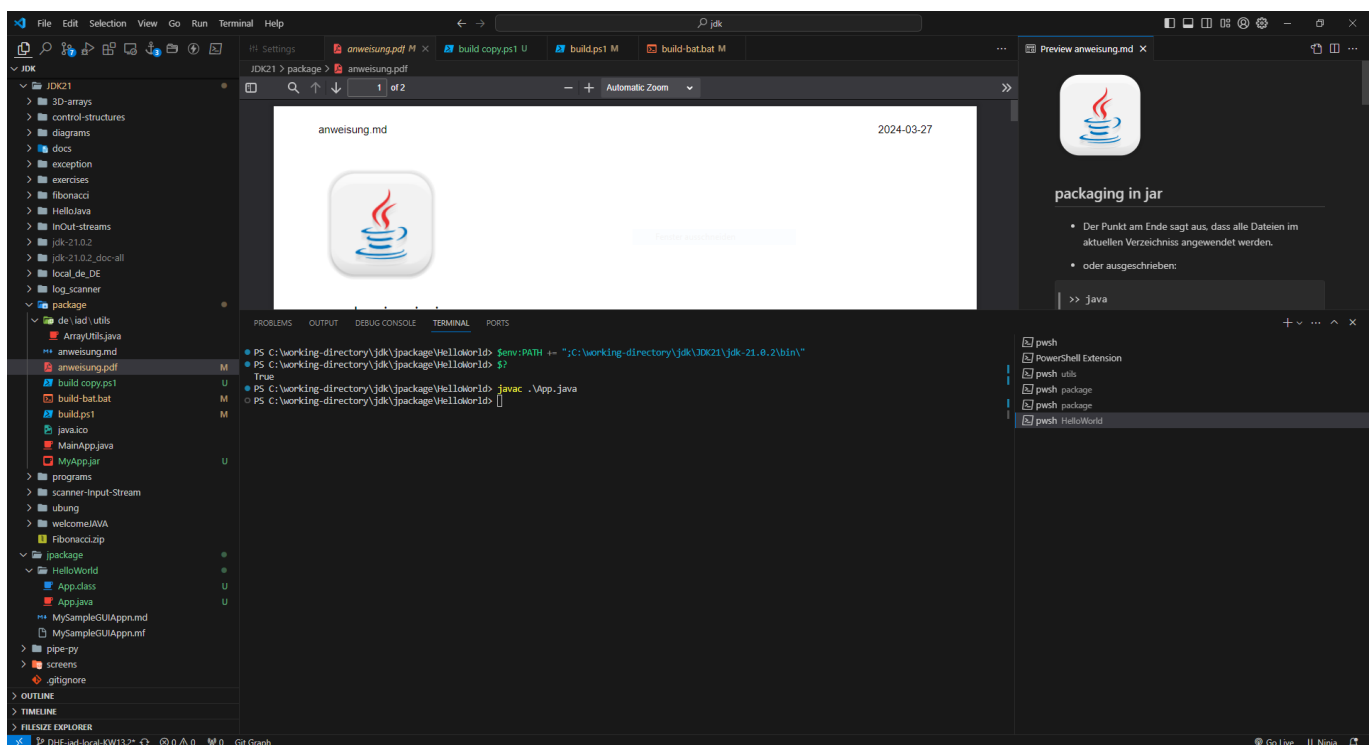 File Edit Selection View Go Run Terminal Help
jdk
Settings
anweisung.pdf M
build copy.ps1 U
build.ps1 M
build-bat.bat M
Preview anweisung.md
JDK
JDK21 > package > anweisung.pdf
JDK21
3D-arrays
control-structures
diagrams
docs
exception
exercises
fibonacci
HelloJava
InOut-streams
jdk-21.0.2
jdk-21.0.2_doc-all
local_de_DE
log_scanner
package
de \ iad \ utils
ArrayUtils.java
anweisung.md
anweisung.pdf M
build copy.ps1 U
build-bat.bat M
build.ps1 M
java.ico
MainApp.java
MyApp.jar U
programs
scanner-Input-Stream
ubung
welcomeJAVA
Fibonacci.zip
jpackage
HelloWorld
App.class U
App.java U
MySampleGUIAppn.md
MySampleGUIAppn.mf
pipe-py
screens
.gitignore
OUTLINE
TIMELINE
FILESIZE EXPLORER
1 of 2
Automatic Zoom
anweisung.md 2024-03-27
packaging in jar
Der Punkt am Ende sagt aus, dass alle Dateien im
aktuellen Verzeichniss angewendet werden.
oder ausgeschrieben:
>> java
PROBLEMS OUTPUT DEBUG CONSOLE TERMINAL PORTS
PS C:\working-directory\jdk\jpackage\HelloWorld> $env:PATH += ";C:\working-directory\jdk\JDK21\jdk-21.0.2\bin\"
PS C:\working-directory\jdk\jpackage\HelloWorld> $?
True
PS C:\working-directory\jdk\jpackage\HelloWorld> javac .\App.java
PS C:\working-directory\jdk\jpackage\HelloWorld>
pwsh
PowerShell Extension
pwsh utils
pwsh package
pwsh package
pwsh HelloWorld
DHF-iad-local-KW13.2* 0 0 0 Git Graph
Go Live Ninja